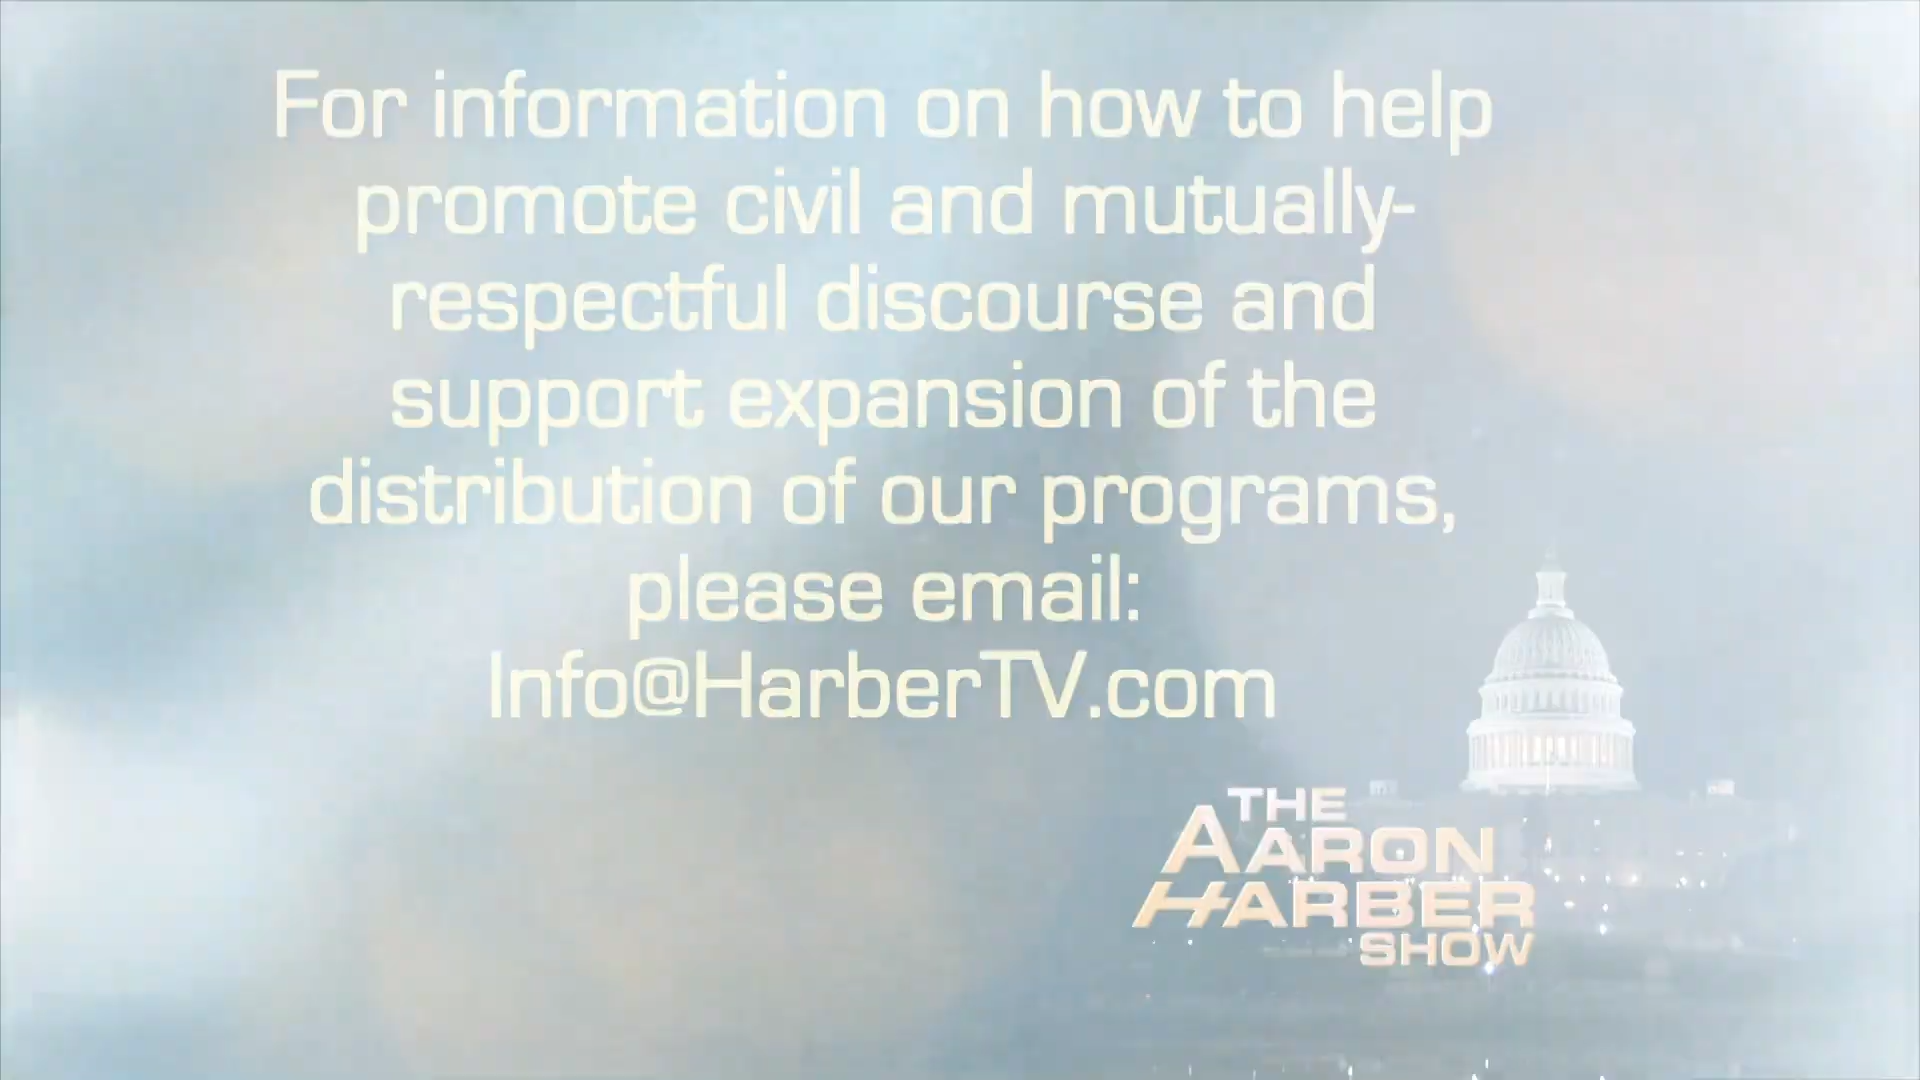 For information on how to help
promote civil and mutually-
respectful discourse and
support expansion of the
distribution of our programs,
please email:
Info@HarberTV.com
THE
AARON
HARBER
SHOW